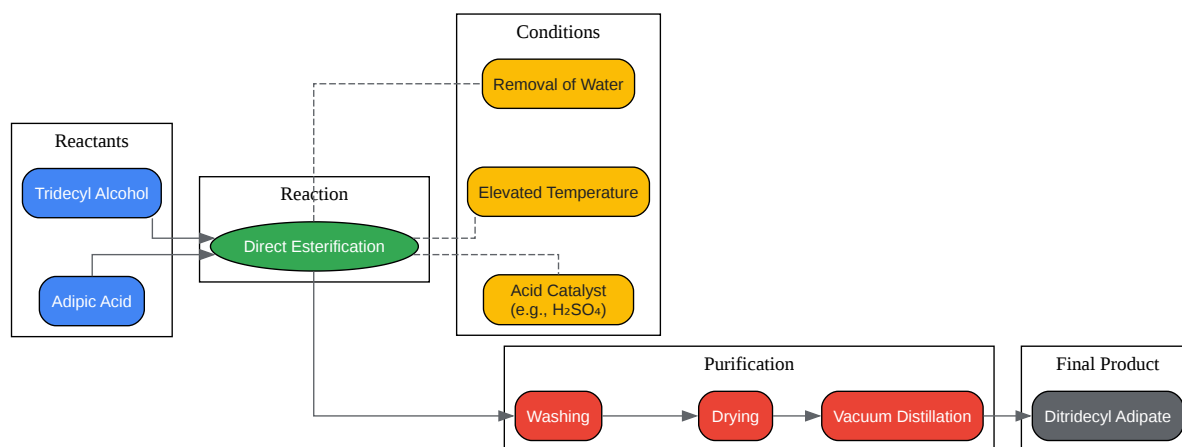 Reactants
Tridecyl Alcohol
Adipic Acid
Reaction
Direct Esterification
Conditions
Removal of Water
Elevated Temperature
Acid Catalyst
(e.g., H₂SO₄)
Purification
Washing
Drying
Vacuum Distillation
Final Product
Ditridecyl Adipate